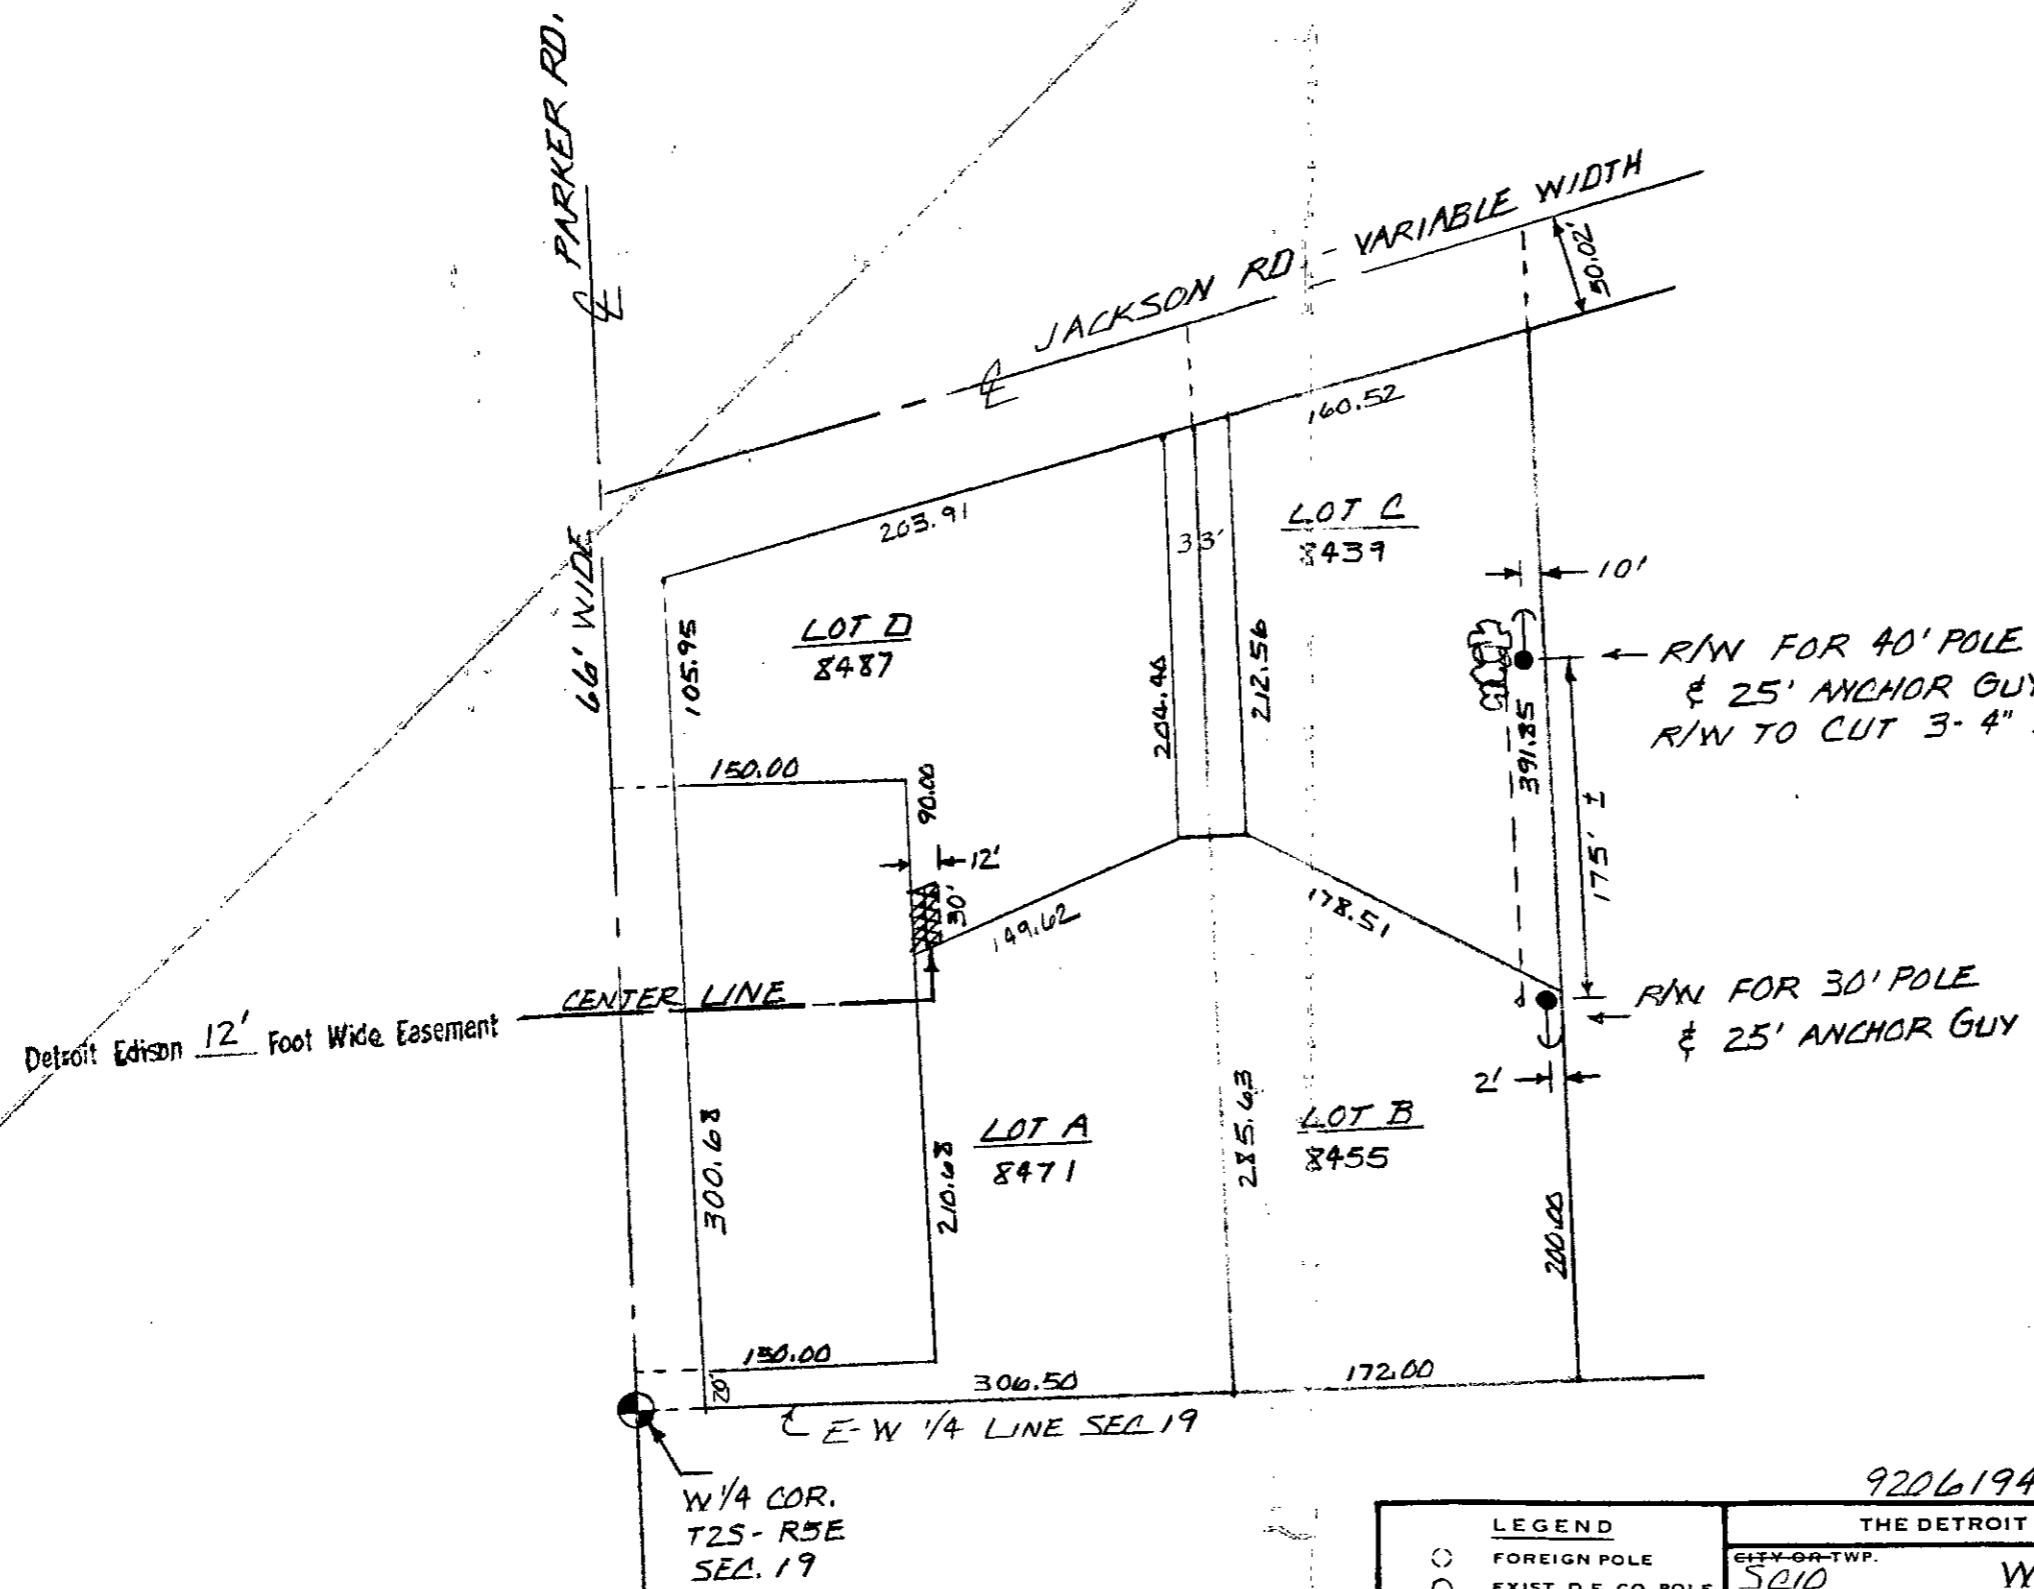 PARKER RD.
℄
66' WIDE
JACKSON RD - VARIABLE WIDTH
℄
50.02'
203.91
160.52
LOT C
8439
33'
10'
LOT D
8487
105.95
R/W FOR 40' POLE
& 25' ANCHOR GUY
R/W TO CUT 3-4"
204.46
212.56
391.85
175' ±
150.00
90.00
12'
30'
149.62
178.51
CENTER LINE
Detroit Edison 12' Foot Wide Easement
R/W FOR 30' POLE
& 25' ANCHOR GUY
2'
LOT A
8471
LOT B
8455
300.68
210.68
285.63
200.00
150.00
20'
306.50
172.00
E-W 1/4 LINE SEC 19
W 1/4 COR.
T2S - R5E
SEC. 19
9206194
LEGEND
FOREIGN POLE
EXIST. D.E. CO. POLE
THE DETROIT
CITY OR TWP.
SCIO
W